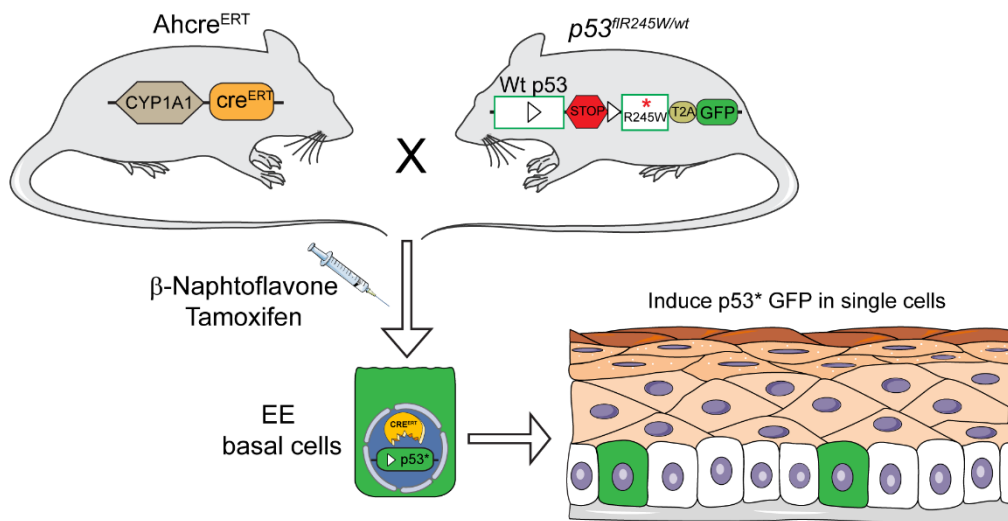 Ahcre^ERT
p53^flR245W/wt
CYP1A1
cre^ERT
Wt p53
STOP
*
R245W
T2A
GFP
X
β-Naphtoflavone
Tamoxifen
Induce p53* GFP in single cells
EE
basal cells
CRE^ERT
p53*